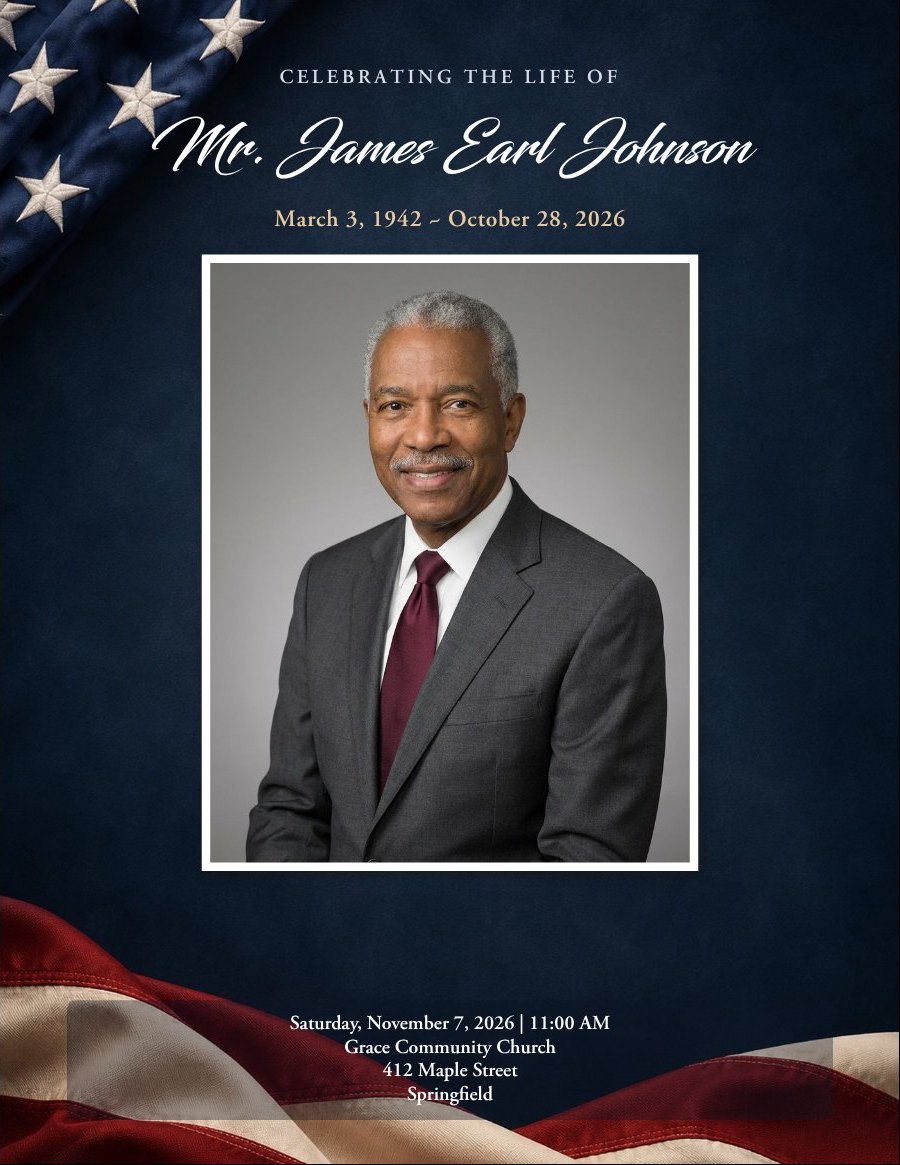 CELEBRATING THE LIFE OF
Mr. James Earl Johnson
March 3, 1942 ~ October 28, 2026
Saturday, November 7, 2026 | 11:00 AM
Grace Community Church
412 Maple Street
Springfield